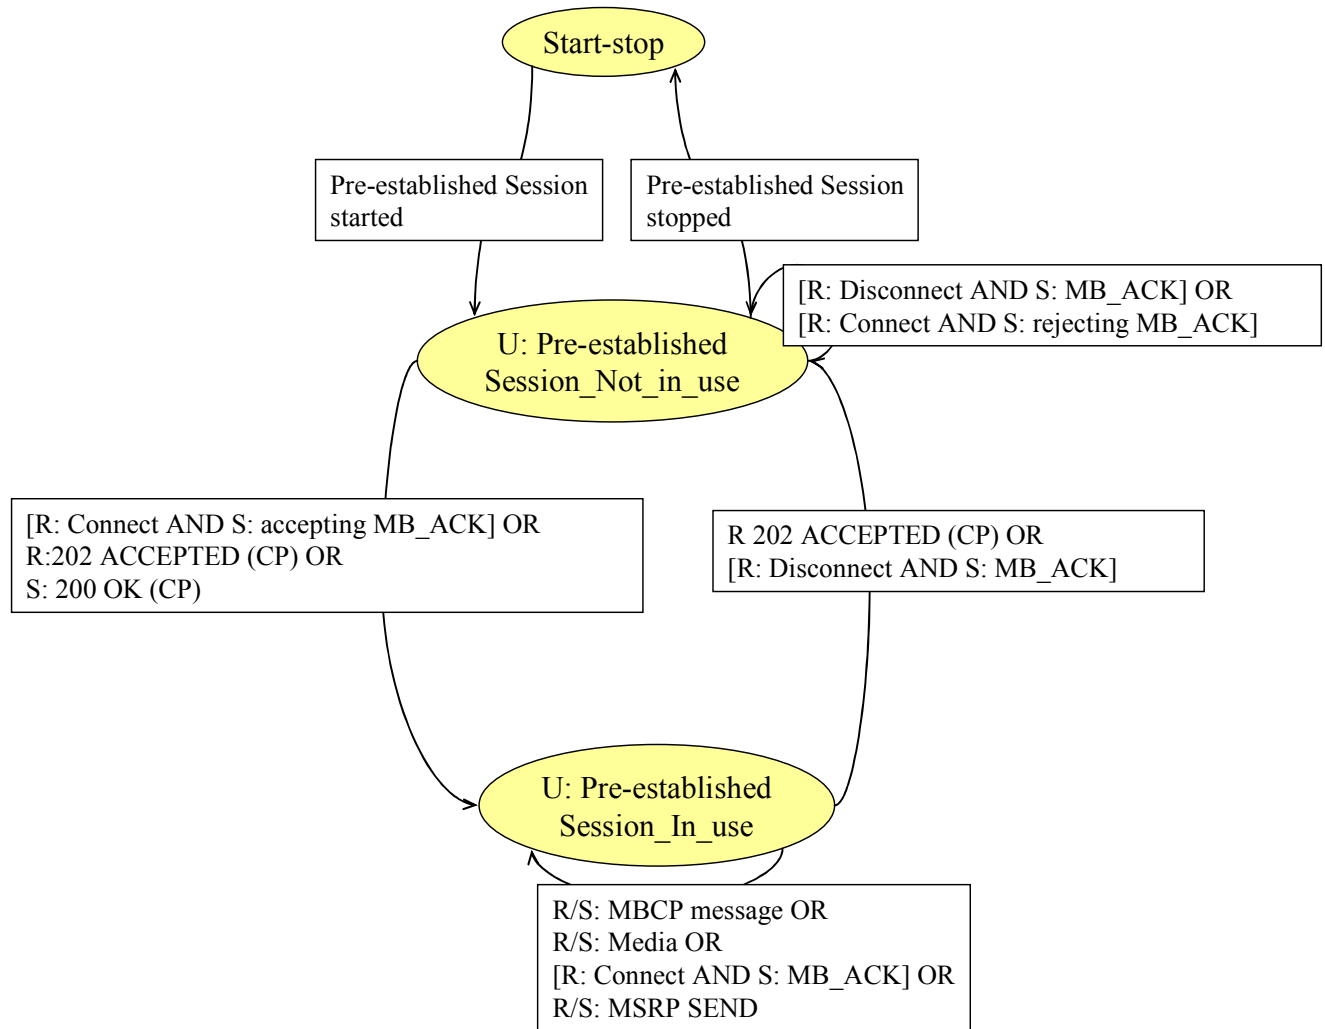 Start-stop
Pre-established Session
started
Pre-established Session
stopped
[R: Disconnect AND S: MB_ACK] OR
[R: Connect AND S: rejecting MB_ACK]
U: Pre-established
Session_Not_in_use
[R: Connect AND S: accepting MB_ACK] OR
R:202 ACCEPTED (CP) OR
S: 200 OK (CP)
R 202 ACCEPTED (CP) OR
[R: Disconnect AND S: MB_ACK]
U: Pre-established
Session_In_use
R/S: MBCP message OR
R/S: Media OR
[R: Connect AND S: MB_ACK] OR
R/S: MSRP SEND